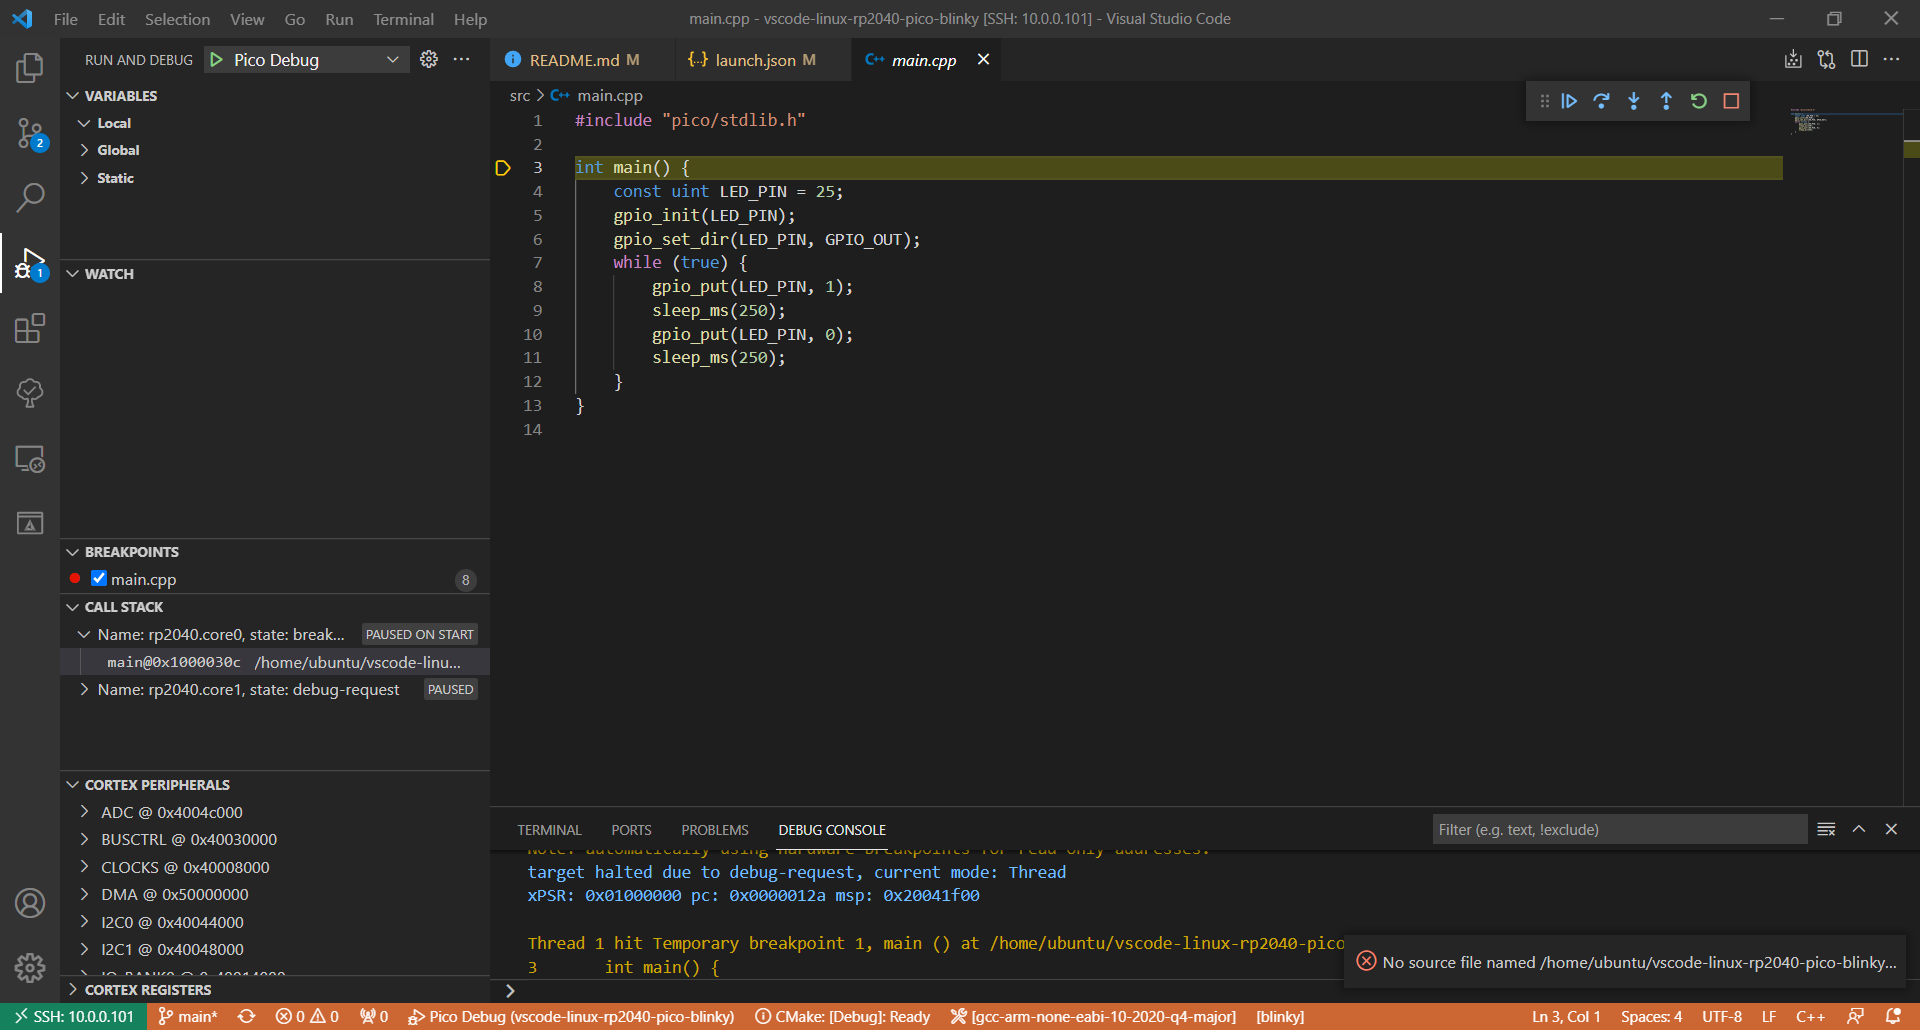 File Edit Selection View Go Run Terminal Help
main.cpp - vscode-linux-rp2040-pico-blinky [SSH: 10.0.0.101] - Visual Studio Code
RUN AND DEBUG Pico Debug
VARIABLES
Local
Global
Static
WATCH
BREAKPOINTS
main.cpp 8
CALL STACK
Name: rp2040.core0, state: break... PAUSED ON START
main@0x1000030c /home/ubuntu/vscode-linu...
Name: rp2040.core1, state: debug-request PAUSED
CORTEX PERIPHERALS
ADC @ 0x4004c000
BUSCTRL @ 0x40030000
CLOCKS @ 0x40008000
DMA @ 0x50000000
I2C0 @ 0x40044000
I2C1 @ 0x40048000
CORTEX REGISTERS
2
1
README.md M
launch.json M
main.cpp
src > main.cpp
1 #include "pico/stdlib.h"
2
3 int main() {
4 const uint LED_PIN = 25;
5 gpio_init(LED_PIN);
6 gpio_set_dir(LED_PIN, GPIO_OUT);
7 while (true) {
8 gpio_put(LED_PIN, 1);
9 sleep_ms(250);
10 gpio_put(LED_PIN, 0);
11 sleep_ms(250);
12 }
13 }
14
TERMINAL PORTS PROBLEMS DEBUG CONSOLE
Filter (e.g. text, !exclude)
Note: automatically using hardware breakpoints for read-only addresses.
target halted due to debug-request, current mode: Thread
xPSR: 0x01000000 pc: 0x0000012a msp: 0x20041f00
Thread 1 hit Temporary breakpoint 1, main () at /home/ubuntu/vscode-linux-rp2040-pico
3 int main() {
No source file named /home/ubuntu/vscode-linux-rp2040-pico-blinky...
SSH: 10.0.0.101 main* 0 0 0 Pico Debug (vscode-linux-rp2040-pico-blinky) CMake: [Debug]: Ready [gcc-arm-none-eabi-10-2020-q4-major] [blinky] Ln 3, Col 1 Spaces: 4 UTF-8 LF C++